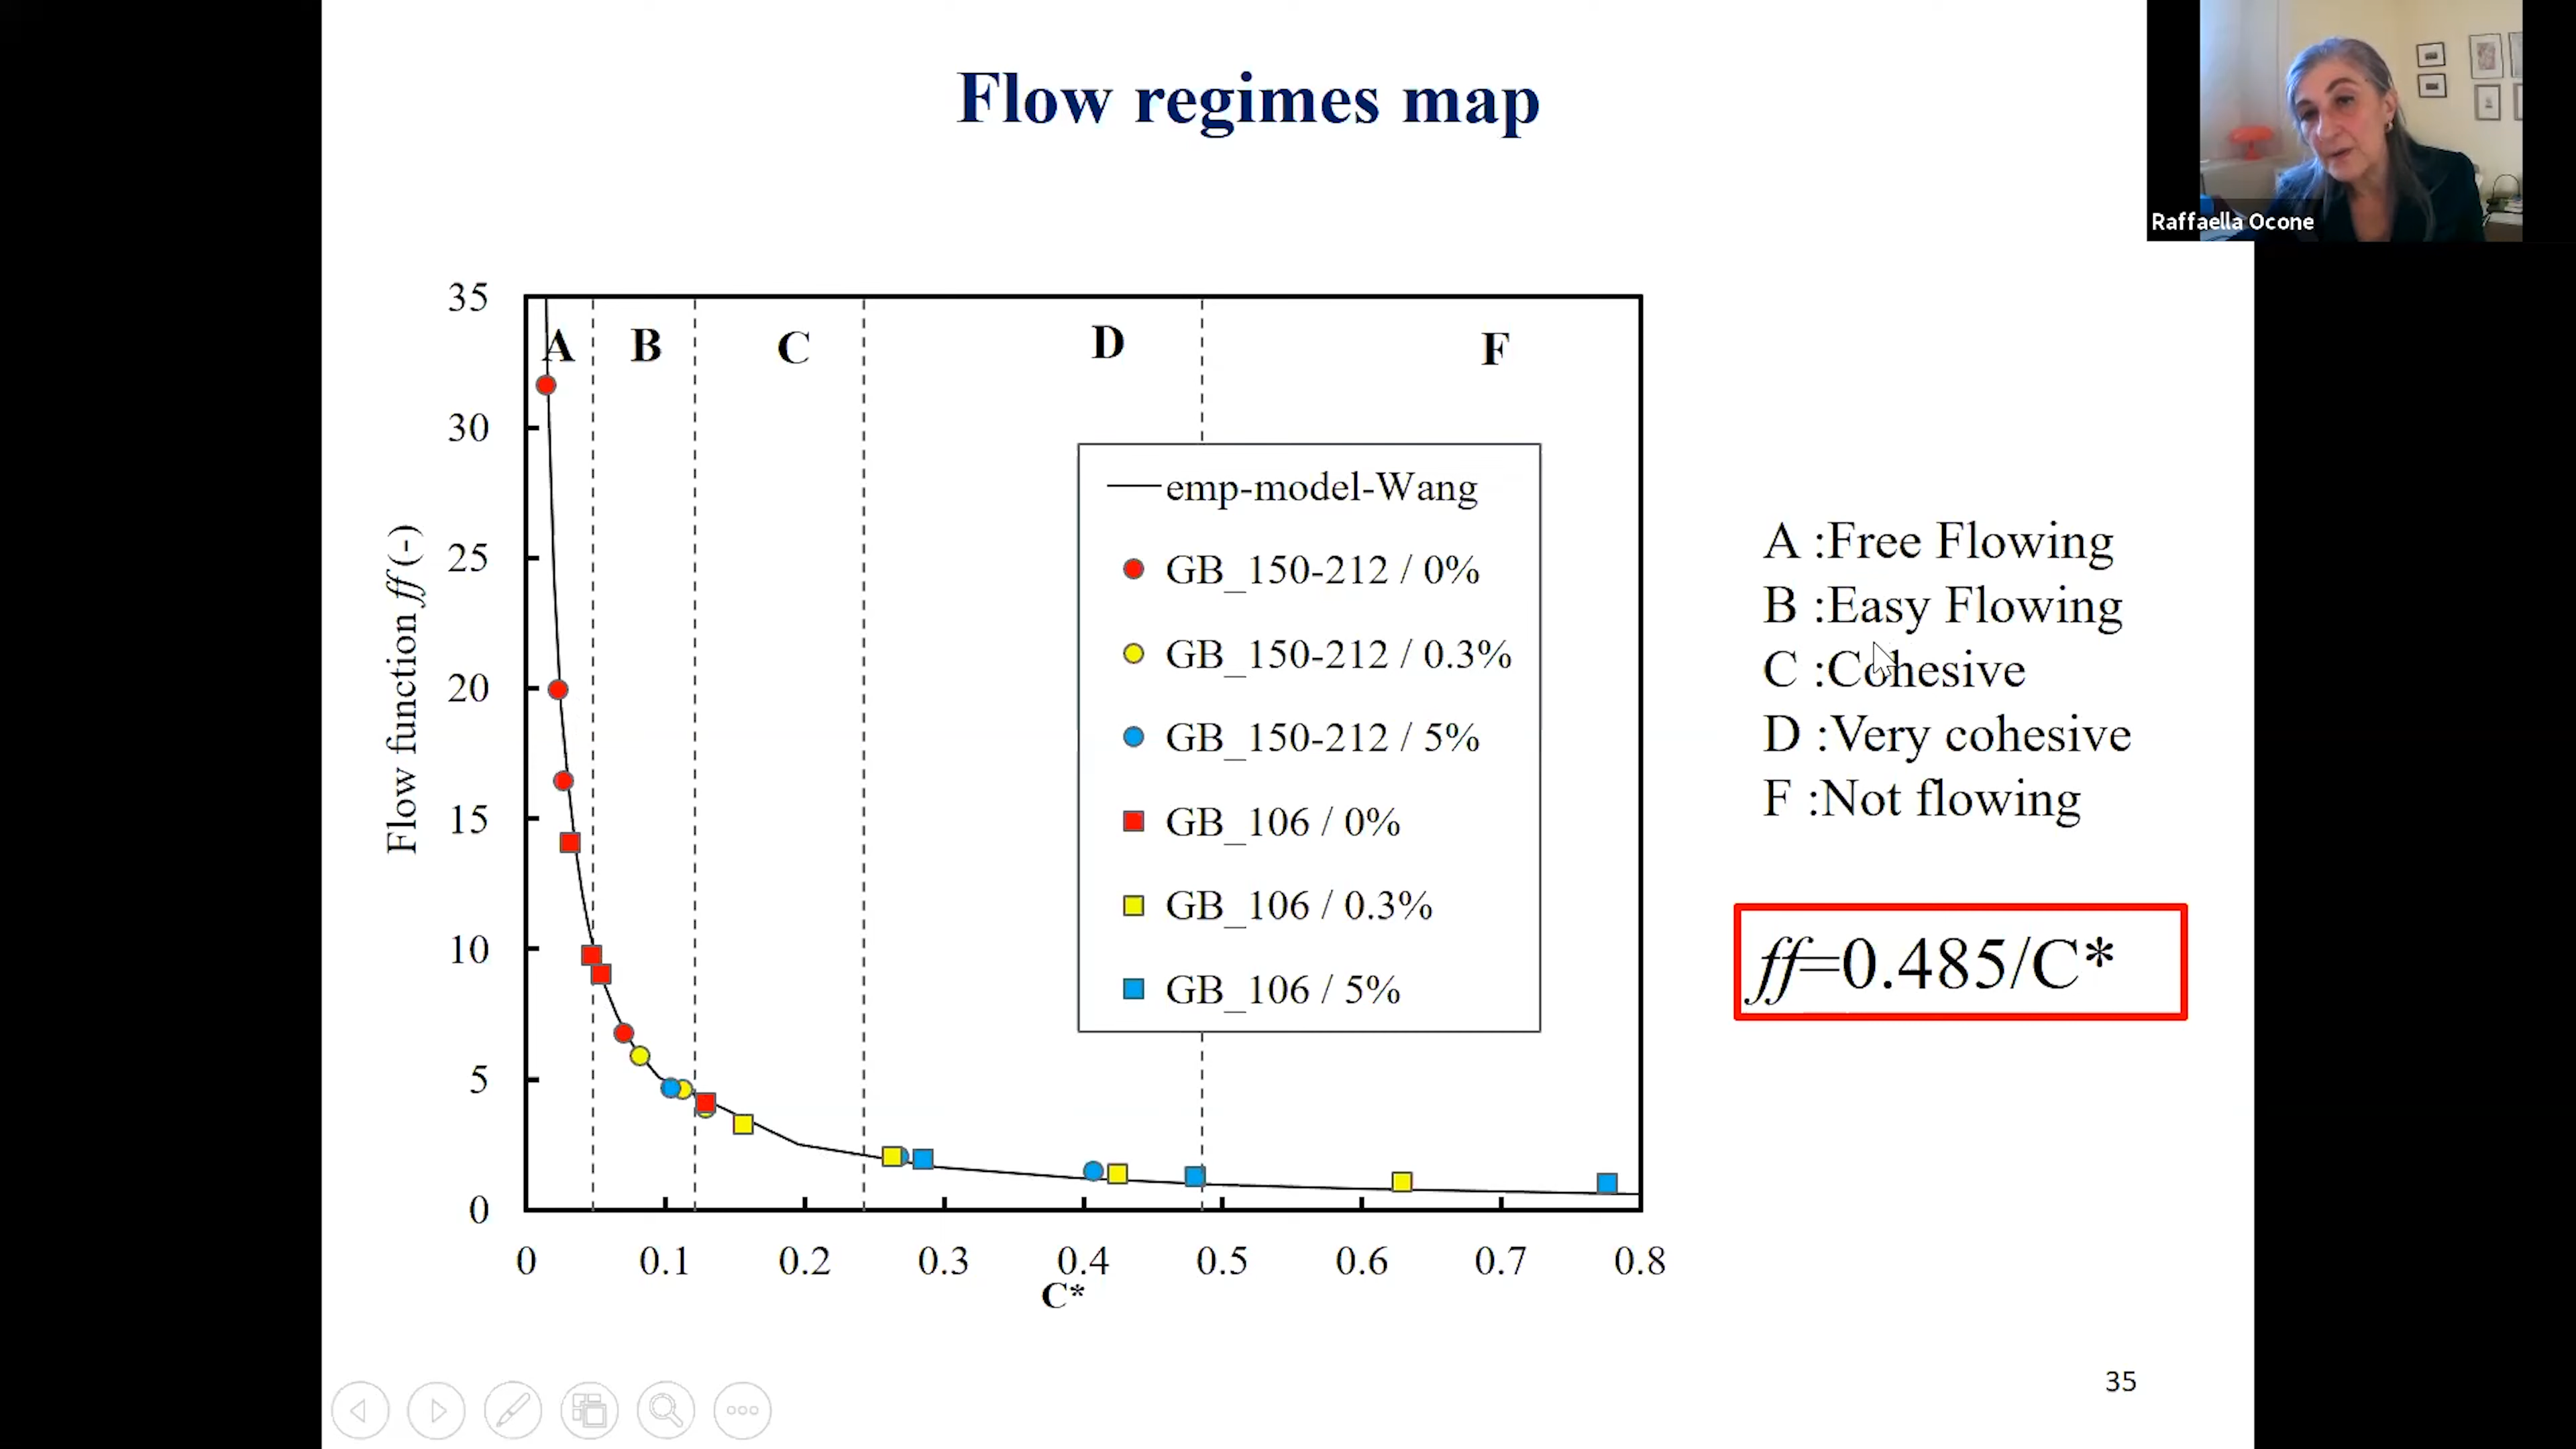 Flow regimes map
Raffaella Ocone
35
30
25
20
15
10
5
0
Flow function ff (-)
A
B
C
D
F
emp-model-Wang
GB_150-212 / 0%
GB_150-212 / 0.3%
GB_150-212 / 5%
GB_106 / 0%
GB_106 / 0.3%
GB_106 / 5%
0 0.1 0.2 0.3 0.4 0.5 0.6 0.7 0.8
C*
A :Free Flowing
B :Easy Flowing
C :Cohesive
D :Very cohesive
F :Not flowing
ff=0.485/C*
35